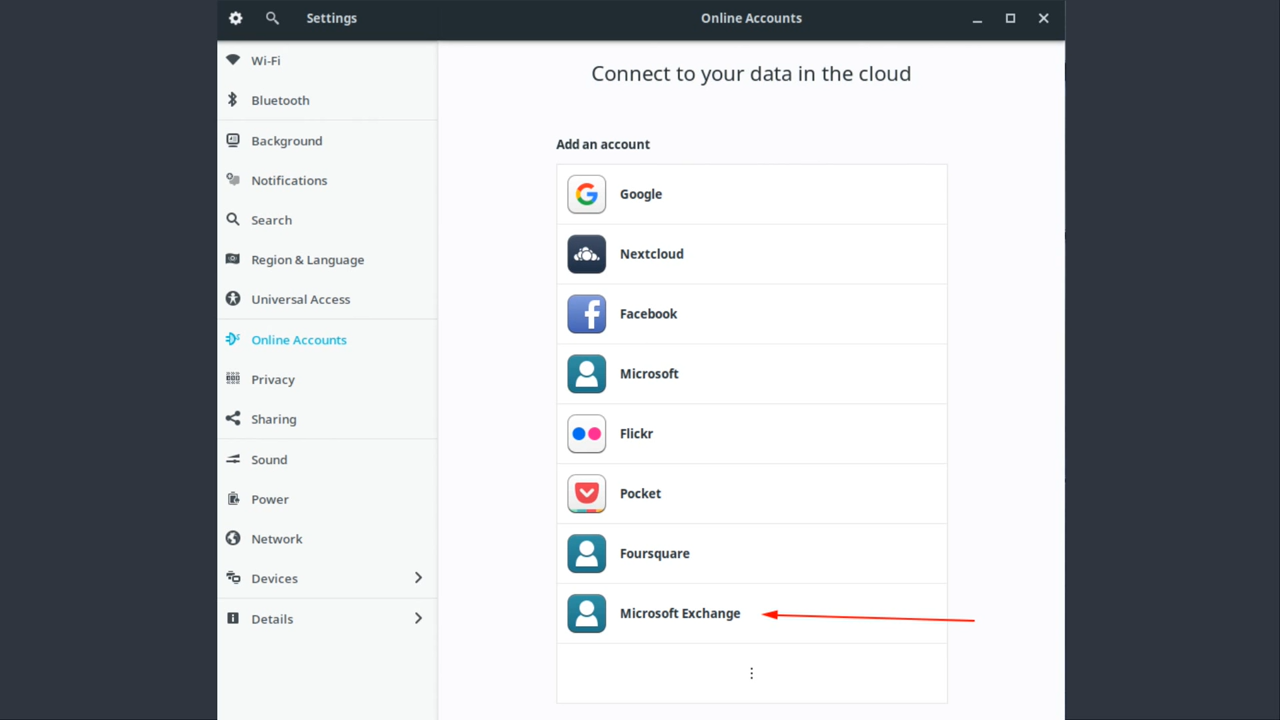 Settings
Online Accounts
Wi-Fi
Bluetooth
Background
Notifications
Search
Region & Language
Universal Access
Online Accounts
Privacy
Sharing
Sound
Power
Network
Devices
Details
Connect to your data in the cloud
Add an account
Google
Nextcloud
Facebook
Microsoft
Flickr
Pocket
Foursquare
Microsoft Exchange